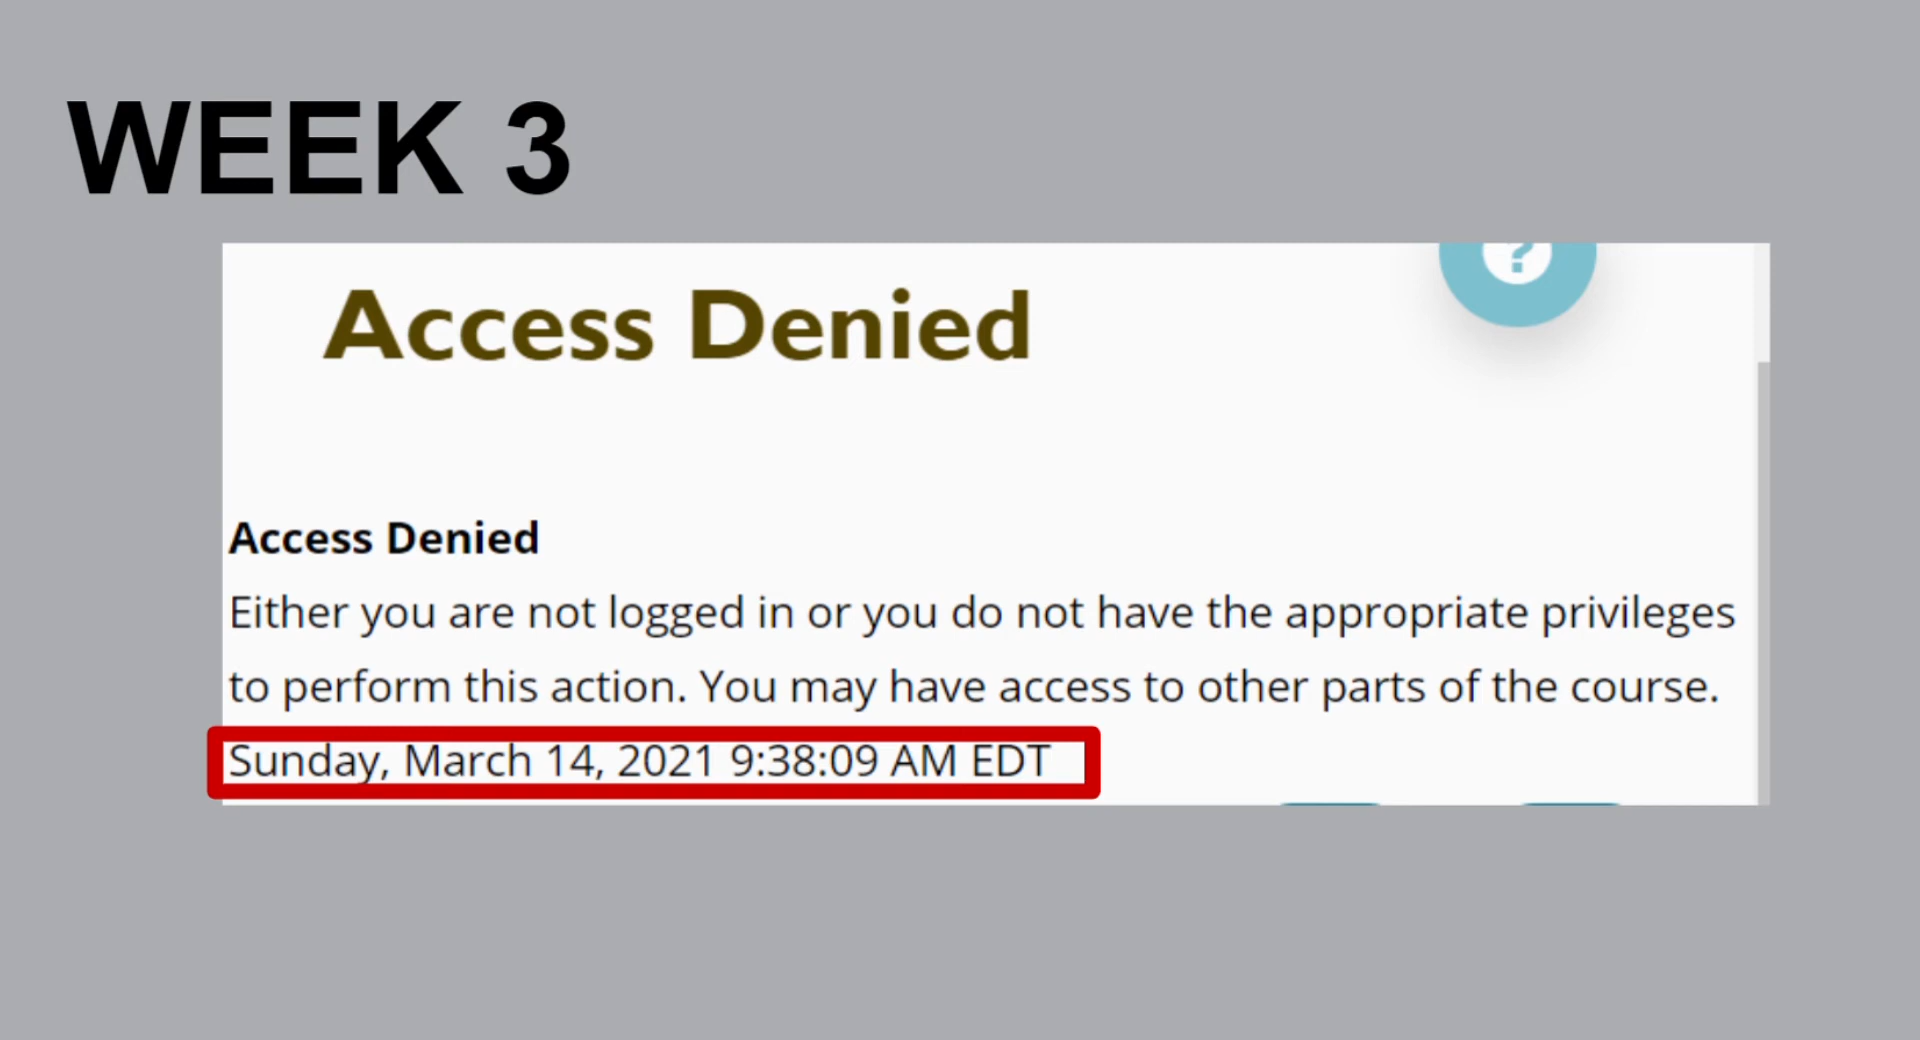 WEEK 3
?
Access Denied
Access Denied
Either you are not logged in or you do not have the appropriate privileges
to perform this action. You may have access to other parts of the course.
Sunday, March 14, 2021 9:38:09 AM EDT